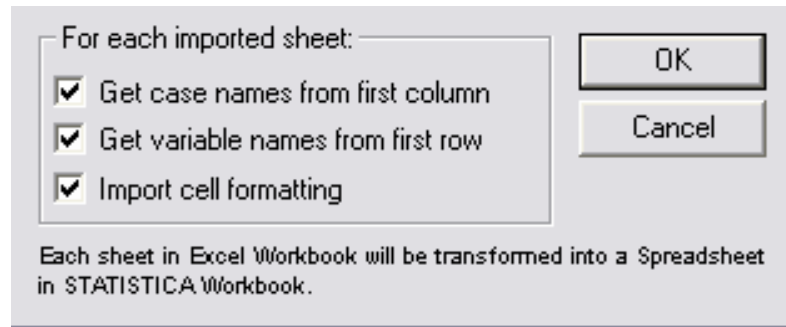 For each imported sheet:
Get case names from first column
Get variable names from first row
Import cell formatting
OK
Cancel
Each sheet in Excel Workbook will be transformed into a Spreadsheet
in STATISTICA Workbook.